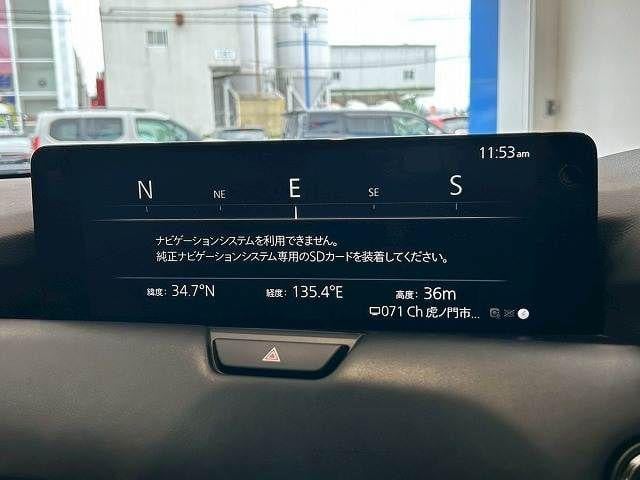 11:53am
N NE E SE S
ナビゲーションシステムを利用できません。
純正ナビゲーションシステム専用のSDカードを装着してください。
緯度: 34.7°N 経度: 135.4°E 高度: 36m
071 Ch 虎ノ門市...